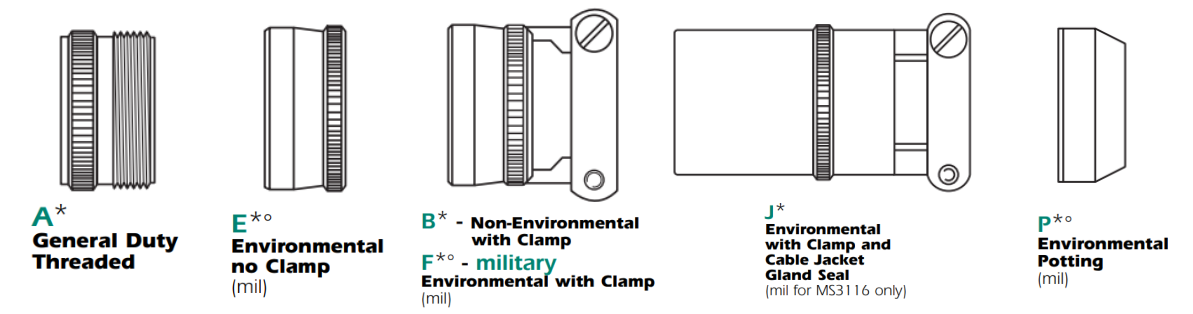 A*
General Duty
Threaded
E*°
Environmental
no Clamp
(mil)
B* - Non-Environmental
with Clamp
F*° - military
Environmental with Clamp
(mil)
J*
Environmental
with Clamp and
Cable Jacket
Gland Seal
(mil for MS3116 only)
P*°
Environmental
Potting
(mil)